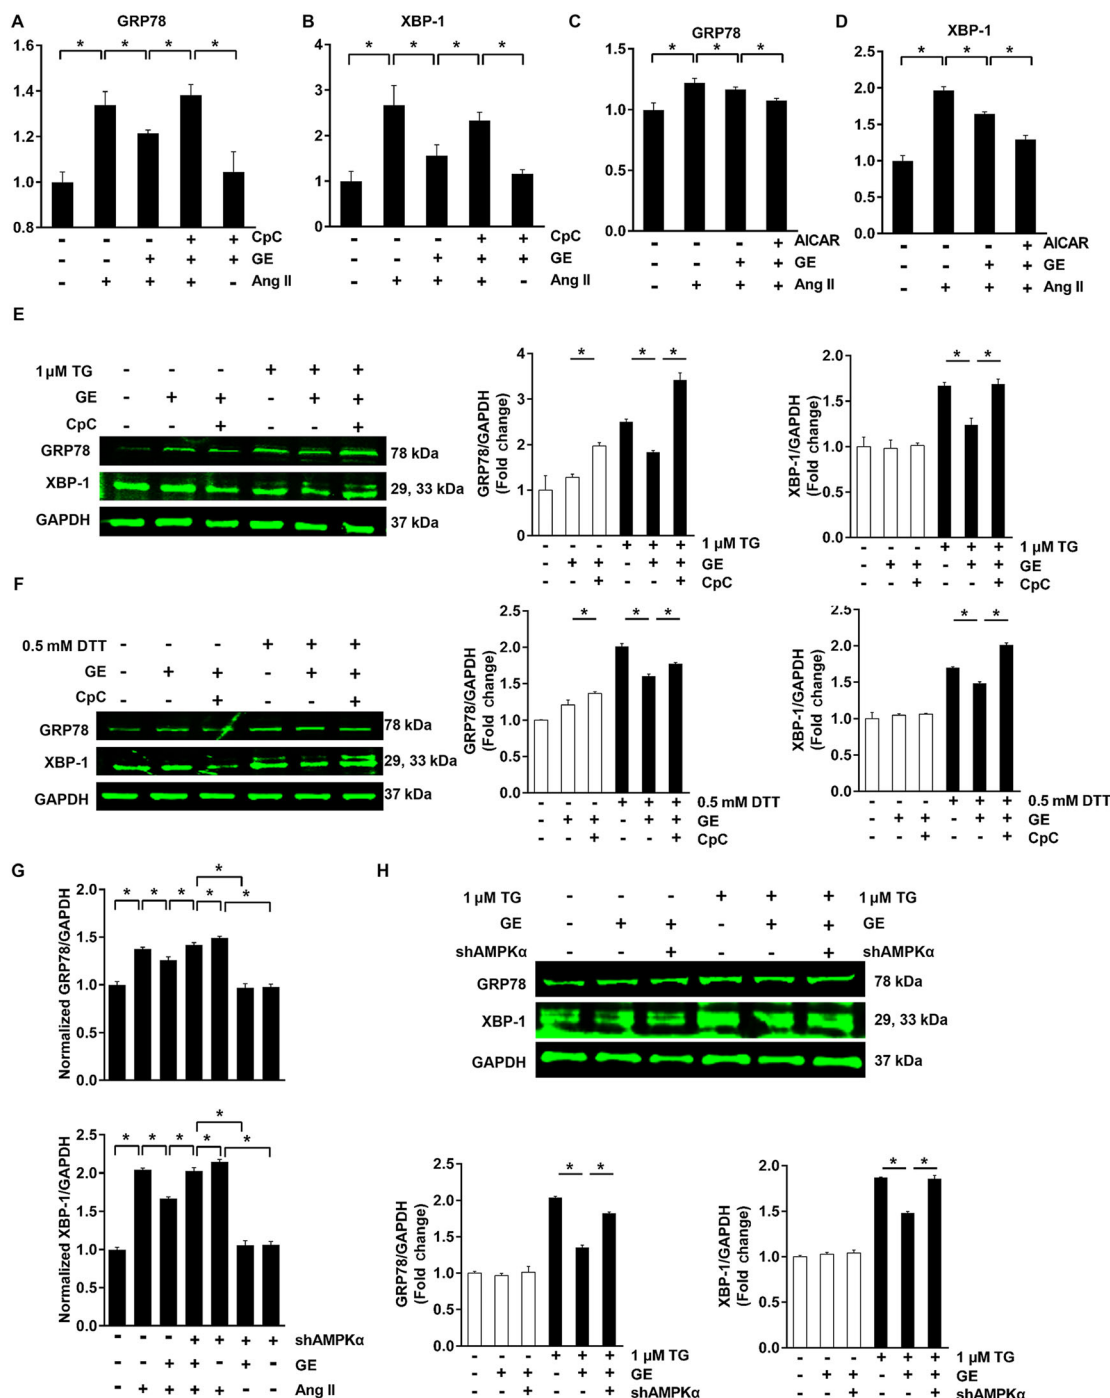 A
GRP78
* * * *
1.6
1.4
1.2
1.0
0.8
- - - + + CpC
- - + + + GE
- + + + - Ang II
B
XBP-1
* * * *
4
3
2
1
0
- - - + + CpC
- - + + + GE
- + + + - Ang II
C
GRP78
* * *
1.5
1.0
0.5
0.0
- - - + AICAR
- - + + GE
- + + + Ang II
D
XBP-1
* * *
2.5
2.0
1.5
1.0
0.5
0.0
- - - + AICAR
- - + + GE
- + + + Ang II
E
1 µM TG - - - + + +
GE - + + - + +
CpC - - + - - +
GRP78 78 kDa
XBP-1 29, 33 kDa
GAPDH 37 kDa
GRP78/GAPDH
(Fold change)
* * *
4
3
2
1
0
- - - + + + 1 µM TG
- + + - + + GE
- - + - - + CpC
XBP-1/GAPDH
(Fold change)
* *
2.0
1.5
1.0
0.5
0.0
- - - + + + 1 µM TG
- + + - + + GE
- - + - - + CpC
F
0.5 mM DTT - - - + + +
GE - + + - + +
CpC - - + - - +
GRP78 78 kDa
XBP-1 29, 33 kDa
GAPDH 37 kDa
GRP78/GAPDH
(Fold change)
* * *
2.5
2.0
1.5
1.0
0.5
0.0
- - - + + + 0.5 mM DTT
- + + - + + GE
- - + - - + CpC
XBP-1/GAPDH
(Fold change)
* *
2.5
2.0
1.5
1.0
0.5
0.0
- - - + + + 0.5 mM DTT
- + + - + + GE
- - + - - + CpC
G
Normalized GRP78/GAPDH
*
* * * * *
2.0
1.5
1.0
0.5
0.0
Normalized XBP-1/GAPDH
*
* * * * *
2.5
2.0
1.5
1.0
0.5
0.0
- - - + + + + shAMPKα
- - + + - + - GE
- + + + + - - Ang II
H
1 µM TG - - - + + + 1 µM TG
GE - + + - + + GE
shAMPKα - - + - - + shAMPKα
GRP78 78 kDa
XBP-1 29, 33 kDa
GAPDH 37 kDa
GRP78/GAPDH
(Fold change)
* *
2.5
2.0
1.5
1.0
0.5
0.0
- - - + + + 1 µM TG
- + + - + + GE
- - + - - + shAMPKα
XBP-1/GAPDH
(Fold change)
* *
2.0
1.5
1.0
0.5
0.0
- - - + + + 1 µM TG
- + + - + + GE
- - + - - + shAMPKα